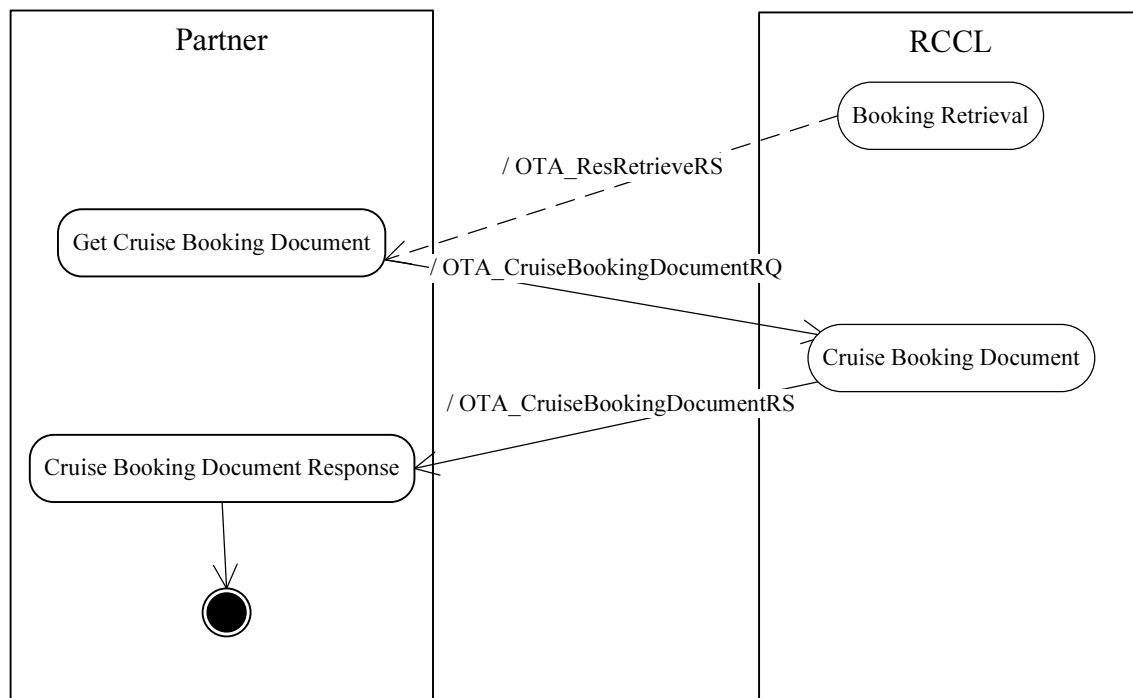 Partner
RCCL
Booking Retrieval
/ OTA_ResRetrieveRS
Get Cruise Booking Document
/ OTA_CruiseBookingDocumentRQ
Cruise Booking Document
/ OTA_CruiseBookingDocumentRS
Cruise Booking Document Response